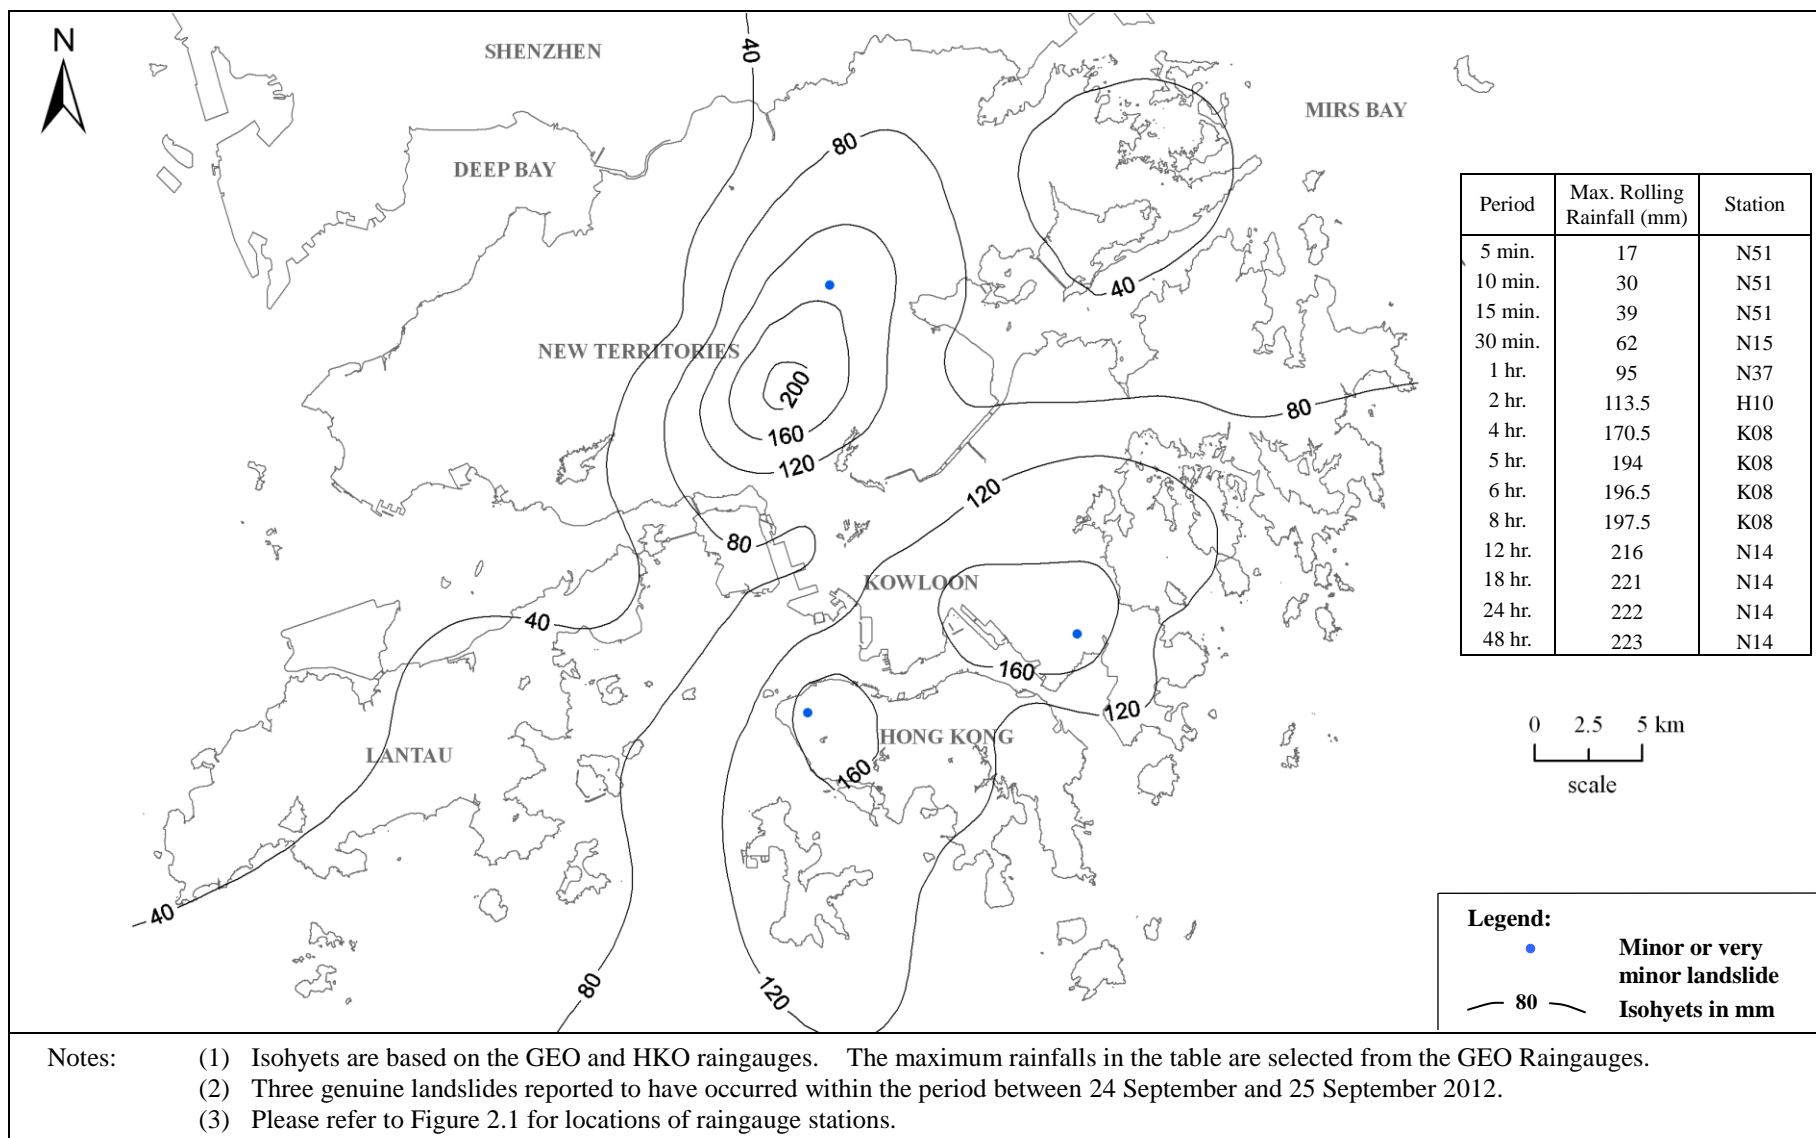 N
SHENZHEN
40
MIRS BAY
80
DEEP BAY
40
NEW TERRITORIES
200
160
120
80
120
80
KOWLOON
40
160
120
HONG KONG
LANTAU
160
40
80
120
Period Max. Rolling Rainfall (mm) Station
5 min. 17 N51
10 min. 30 N51
15 min. 39 N51
30 min. 62 N15
1 hr. 95 N37
2 hr. 113.5 H10
4 hr. 170.5 K08
5 hr. 194 K08
6 hr. 196.5 K08
8 hr. 197.5 K08
12 hr. 216 N14
18 hr. 221 N14
24 hr. 222 N14
48 hr. 223 N14
0 2.5 5 km
scale
Legend:
Minor or very
minor landslide
80 Isohyets in mm
Notes: (1) Isohyets are based on the GEO and HKO raingauges. The maximum rainfalls in the table are selected from the GEO Raingauges.
(2) Three genuine landslides reported to have occurred within the period between 24 September and 25 September 2012.
(3) Please refer to Figure 2.1 for locations of raingauge stations.